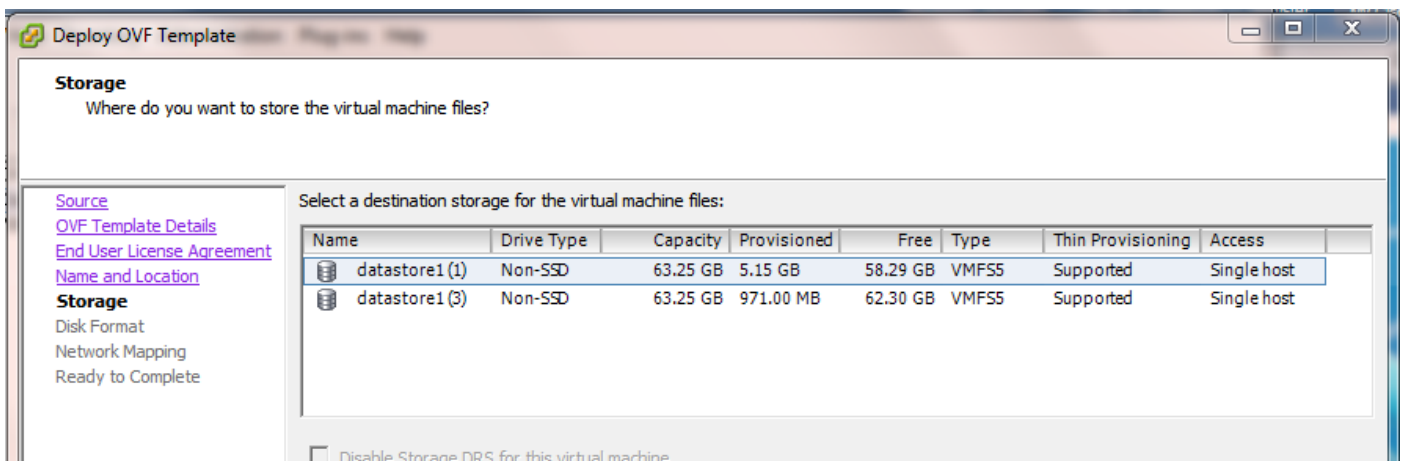 Deploy OVF Template
Storage
Where do you want to store the virtual machine files?
Source
OVF Template Details
End User License Agreement
Name and Location
Storage
Disk Format
Network Mapping
Ready to Complete
Select a destination storage for the virtual machine files:
Name Drive Type Capacity Provisioned Free Type Thin Provisioning Access
datastore1 (1) Non-SSD 63.25 GB 5.15 GB 58.29 GB VMFS5 Supported Single host
datastore1 (3) Non-SSD 63.25 GB 971.00 MB 62.30 GB VMFS5 Supported Single host
Disable Storage DRS for this virtual machine